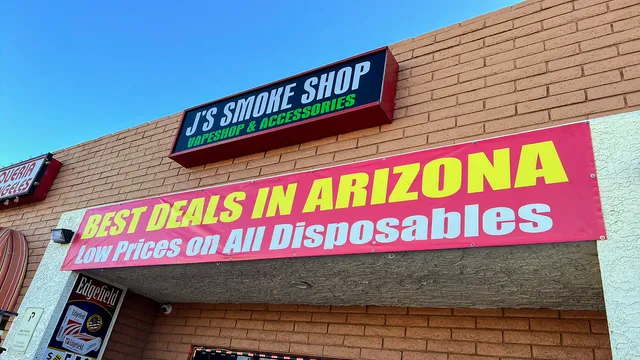 J'S SMOKE SHOP
VAPESHOP & ACCESSORIES
BEST DEALS IN ARIZONA
Low Prices on All Disposables
Edgefield